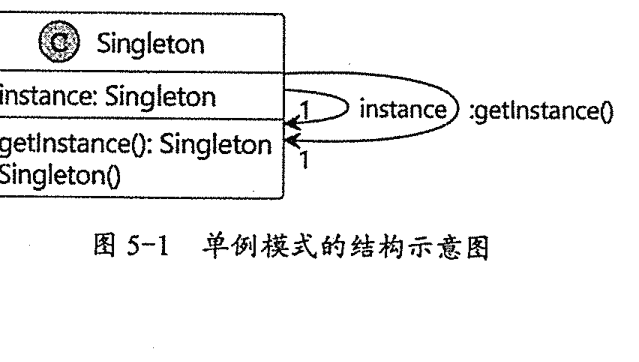 C Singleton
instance: Singleton
1 instance :getInstance()
getInstance(): Singleton
1
Singleton()
图 5-1 单例模式的结构示意图